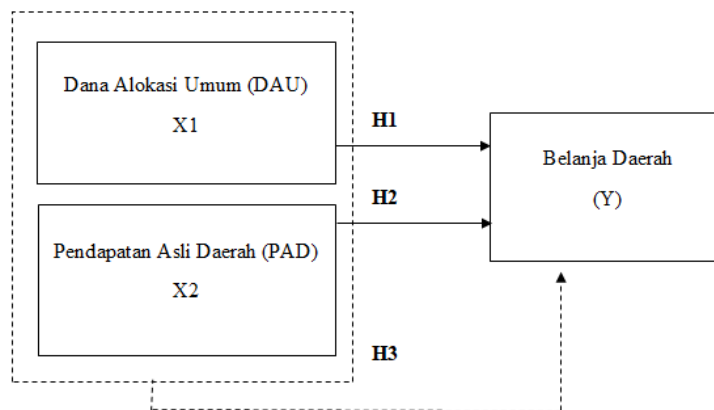 Dana Alokasi Umum (DAU)
X1
H1
Belanja Daerah
(Y)
H2
Pendapatan Asli Daerah (PAD)
X2
H3